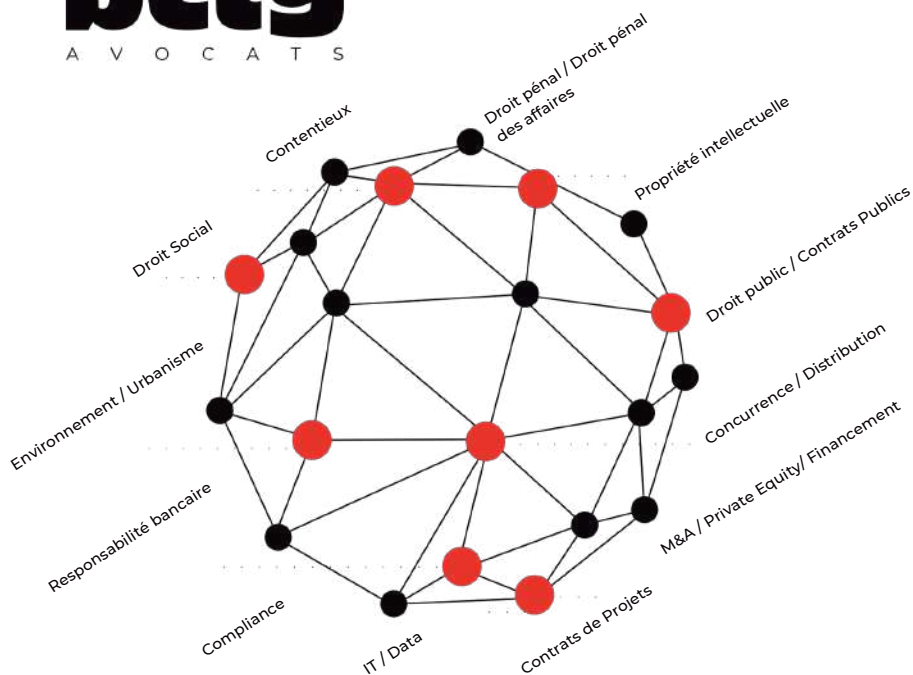 bctg
AVOCATS
Droit pénal / Droit pénal
des affaires
Contentieux
Propriété intellectuelle
Droit Social
Droit public / Contrats Publics
Environnement / Urbanisme
Concurrence / Distribution
M&A / Private Equity/ Financement
Responsabilité bancaire
Contrats de Projets
Compliance
IT / Data